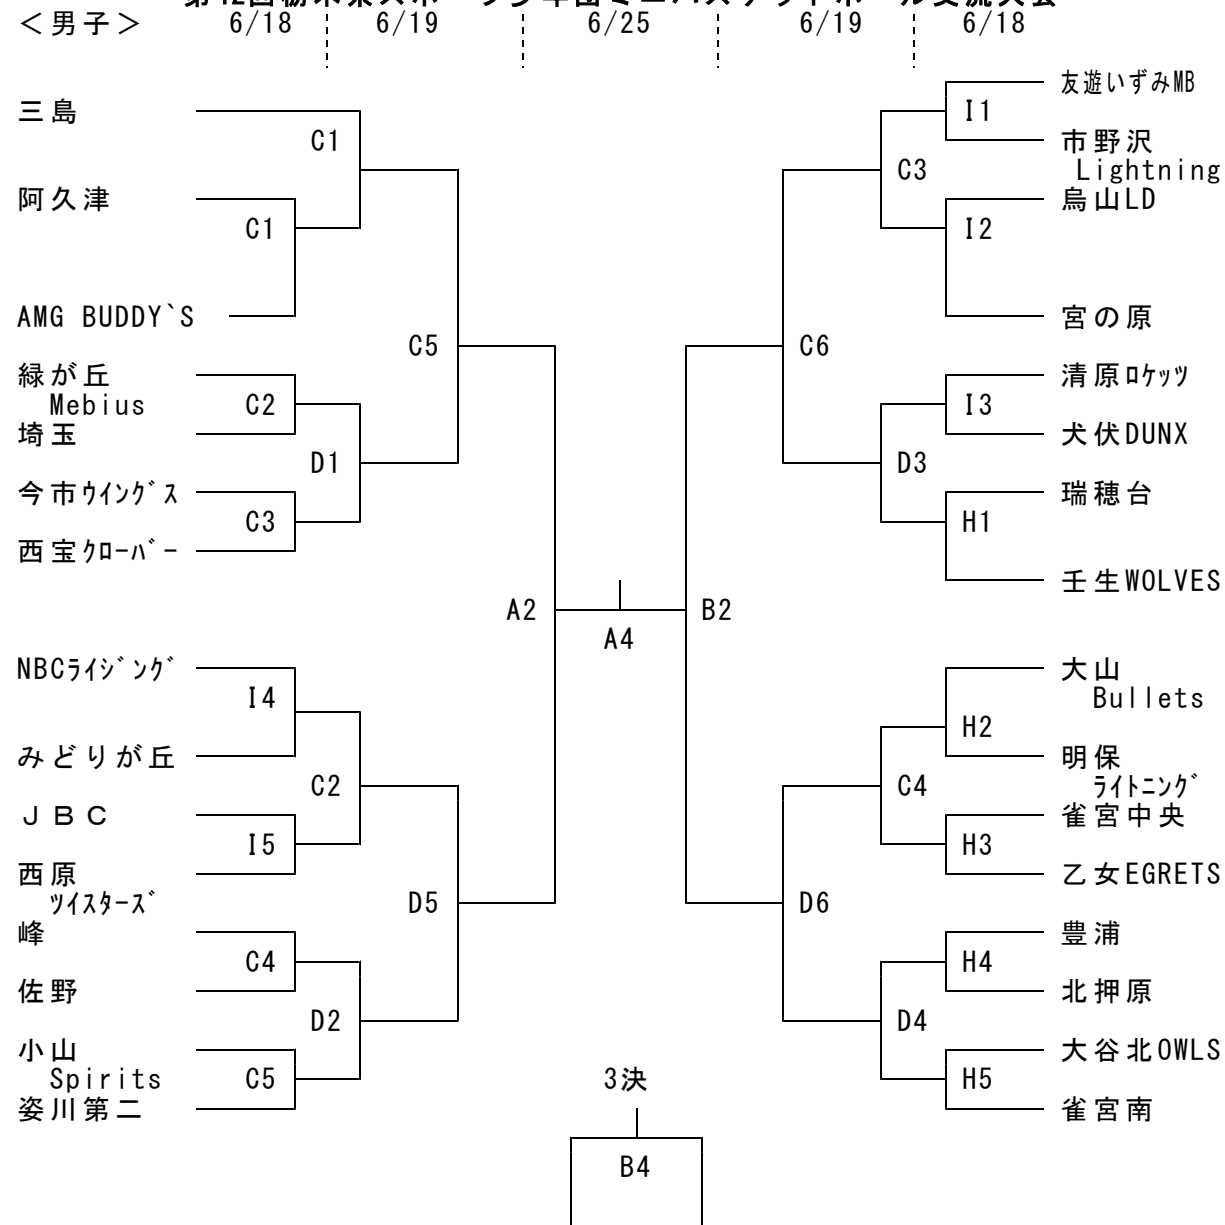 ＜男子＞
6/18
6/19
6/25
6/19
6/18
三島
C1
阿久津
C1
AMG BUDDY`S
C5
緑が丘
Mebius
C2
埼玉
D1
今市ｳｲﾝｸﾞｽ
C3
西宝ｸﾛｰﾊﾞｰ
A2
NBCﾗｲｼﾞﾝｸﾞ
I4
みどりが丘
C2
ＪＢＣ
I5
西原
ﾂｲｽﾀｰｽﾞ
D5
峰
C4
佐野
D2
小山
Spirits
C5
姿川第二
A4
3決
B4
友遊いずみMB
I1
市野沢
Lightning
C3
烏山LD
I2
宮の原
C6
清原ﾛｹｯﾂ
I3
犬伏DUNX
D3
瑞穂台
H1
壬生WOLVES
B2
大山
Bullets
H2
明保
ﾗｲﾄﾆﾝｸﾞ
C4
雀宮中央
H3
乙女EGRETS
D6
豊浦
H4
北押原
D4
大谷北OWLS
H5
雀宮南